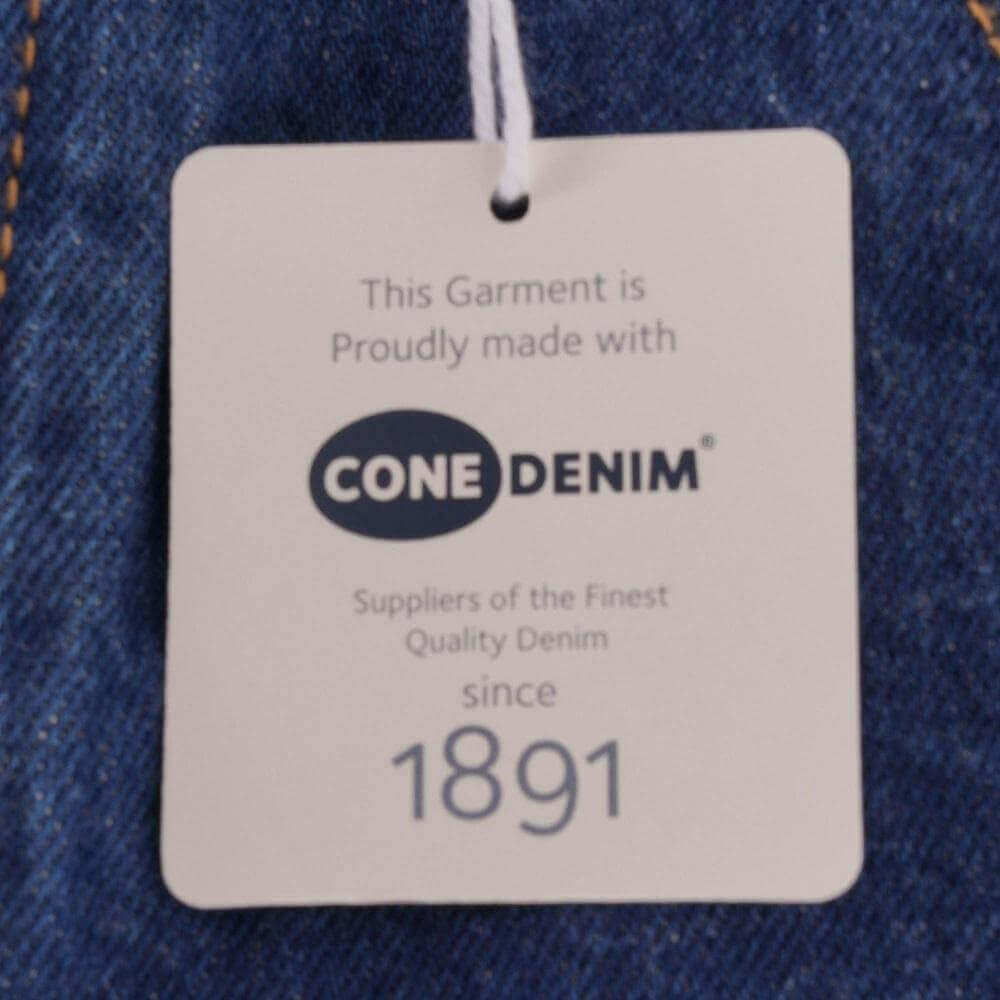 This Garment is
Proudly made with
CONE DENIM®
Suppliers of the Finest
Quality Denim
since
1891